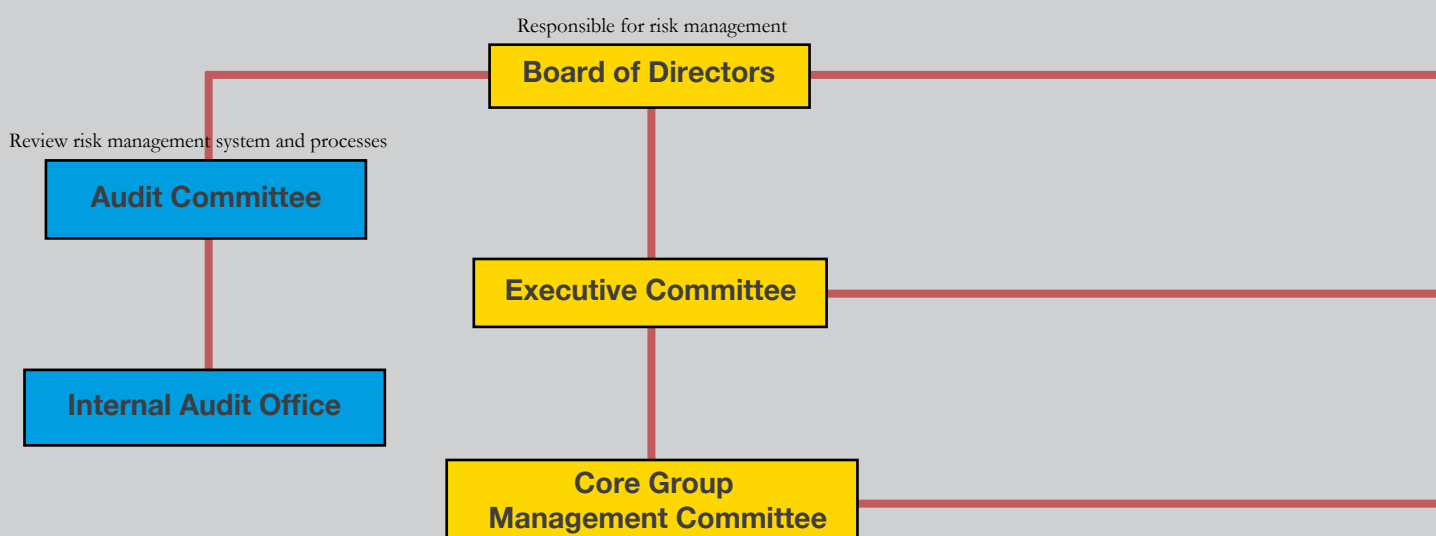 Responsible for risk management
Board of Directors
Review risk management system and processes
Audit Committee
Executive Committee
Internal Audit Office
Core Group
Management Committee